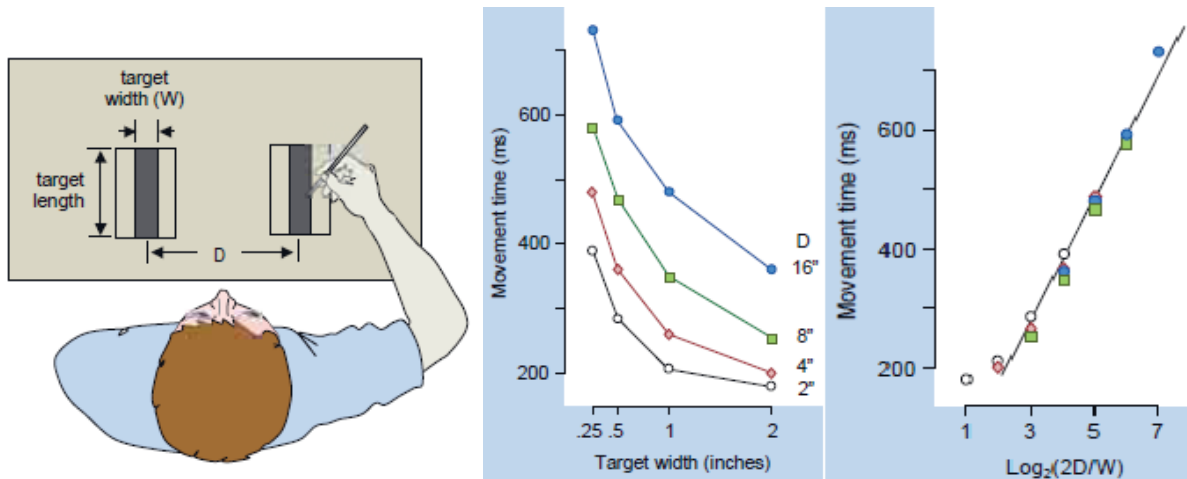 target
width (W)
target
length
D
Movement time (ms)
600
400
200
.25 .5 1 2
Target width (inches)
D
16"
8"
4"
2"
Movement time (ms)
600
400
200
1 3 5 7
Log₂(2D/W)